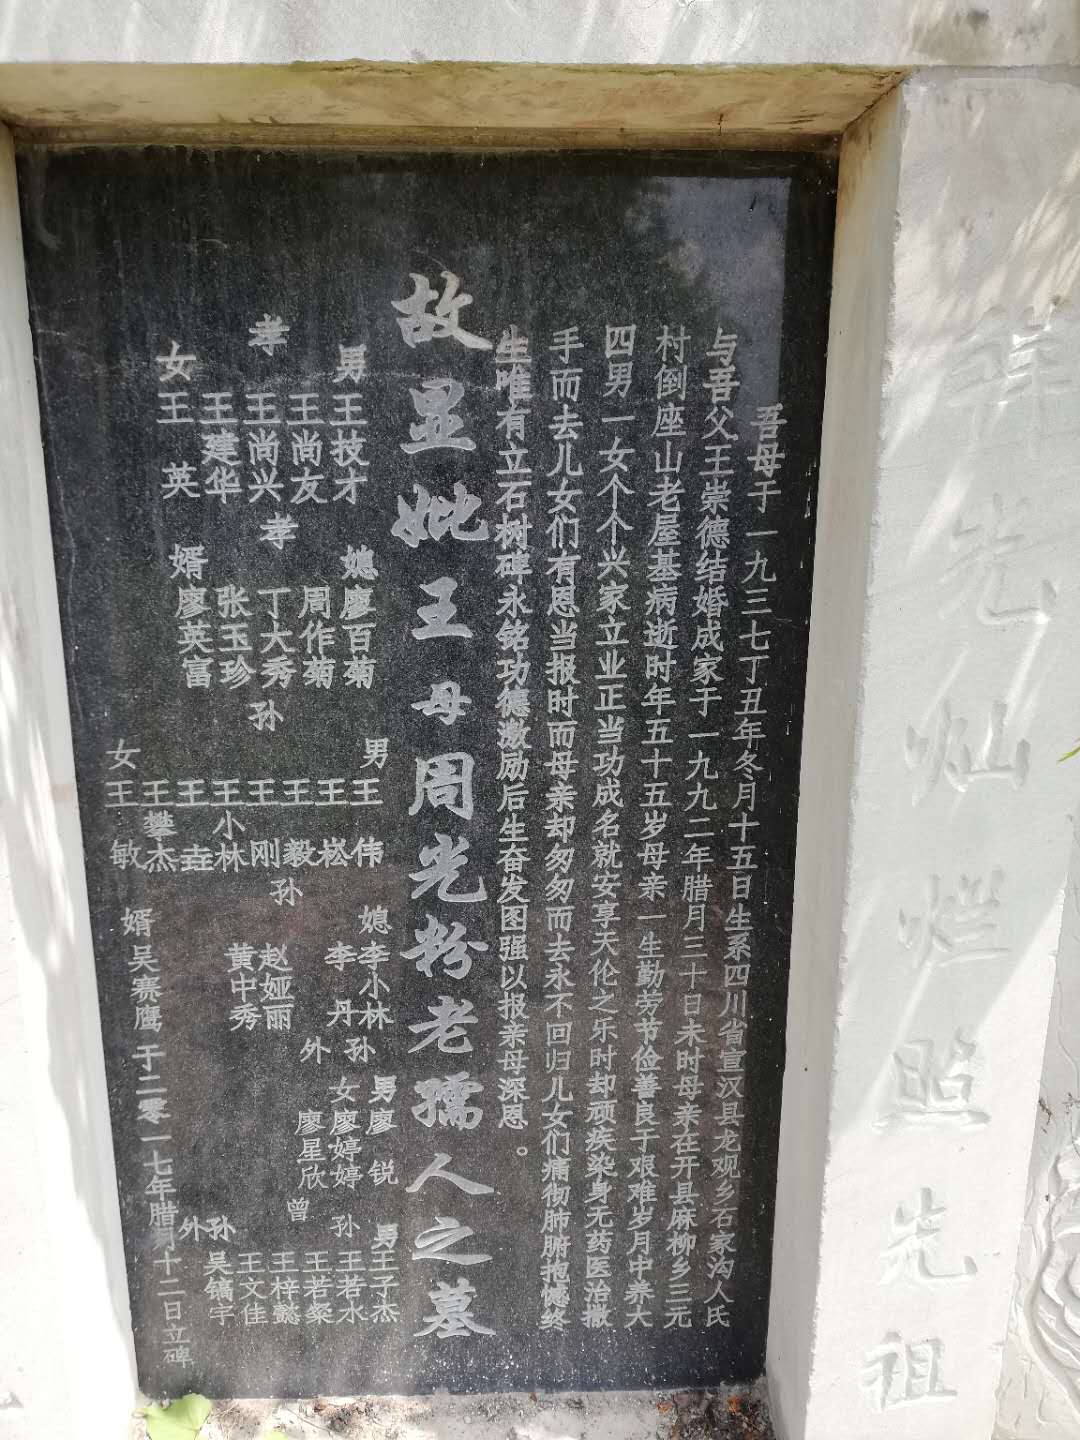 祥光灿烂照先祖
吾母于一九三七丁丑年冬月十五日生系四川省宣汉县龙观乡石家沟人氏
与吾父王崇德结婚成家于一九九二年腊月三十日未时母亲在开县麻柳乡三元
村倒座山老屋基病逝时年五十五岁母亲一生勤劳节俭善良于艰难岁月中养大
四男一女个个兴家立业正当功成名就安享天伦之乐时却顽疾染身无药医治撒
手而去儿女们有恩当报时而母亲却匆匆而去永不回归儿女们痛彻肺腑抱憾终
生唯有立石树碑永铭功德激励后生奋发图强以报亲母深恩。
故显妣王母周光粉老孺人之墓
孝
男王技才
王尚友
王尚兴
王建华
女王英
孝
媳廖百菊
周作菊
丁大秀
张玉珍
婿廖英富
孙
男王伟
王崧
王毅
王刚
王小林
王垚
王攀杰
女王敏
孙
媳李小林
李丹
赵娅丽
黄中秀
婿吴赛鹰
外孙
男廖锐
女廖婷婷
廖星欣
曾孙
男王子杰
王若水
王若粲
王梓懿
王文佳
外孙
吴镝宇
于二零一七年腊月十二日立碑